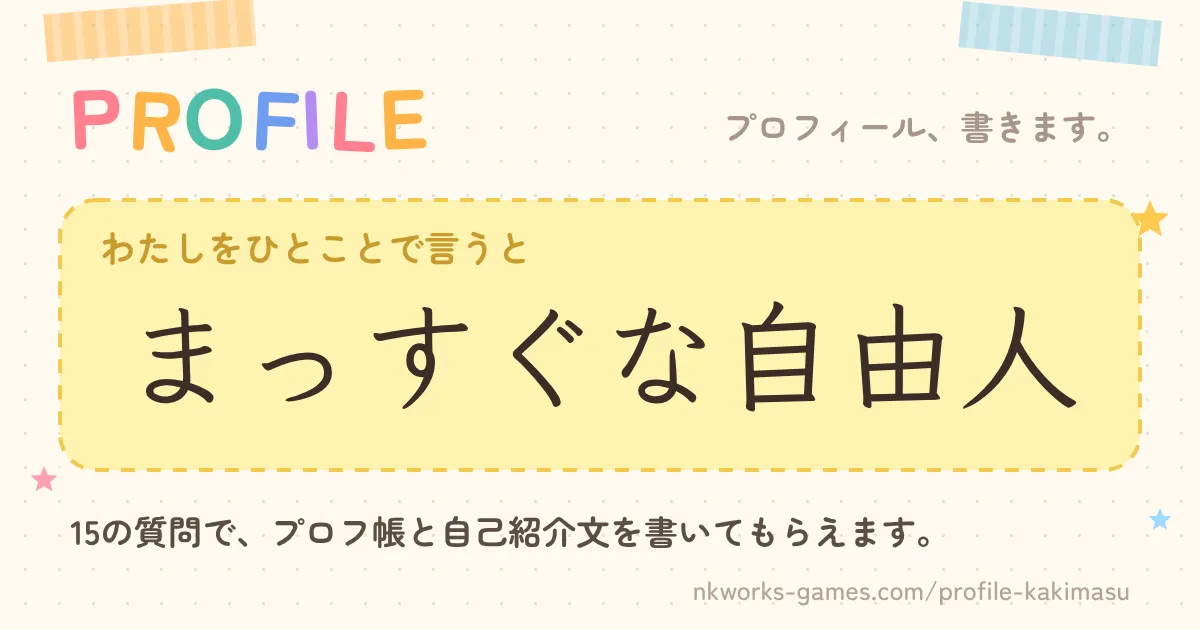 PROFILE
プロフィール、書きます。
わたしをひとことで言うと
まっすぐな自由人
15の質問で、プロフ帳と自己紹介文を書いてもらえます。
nkworks-games.com/profile-kakimasu